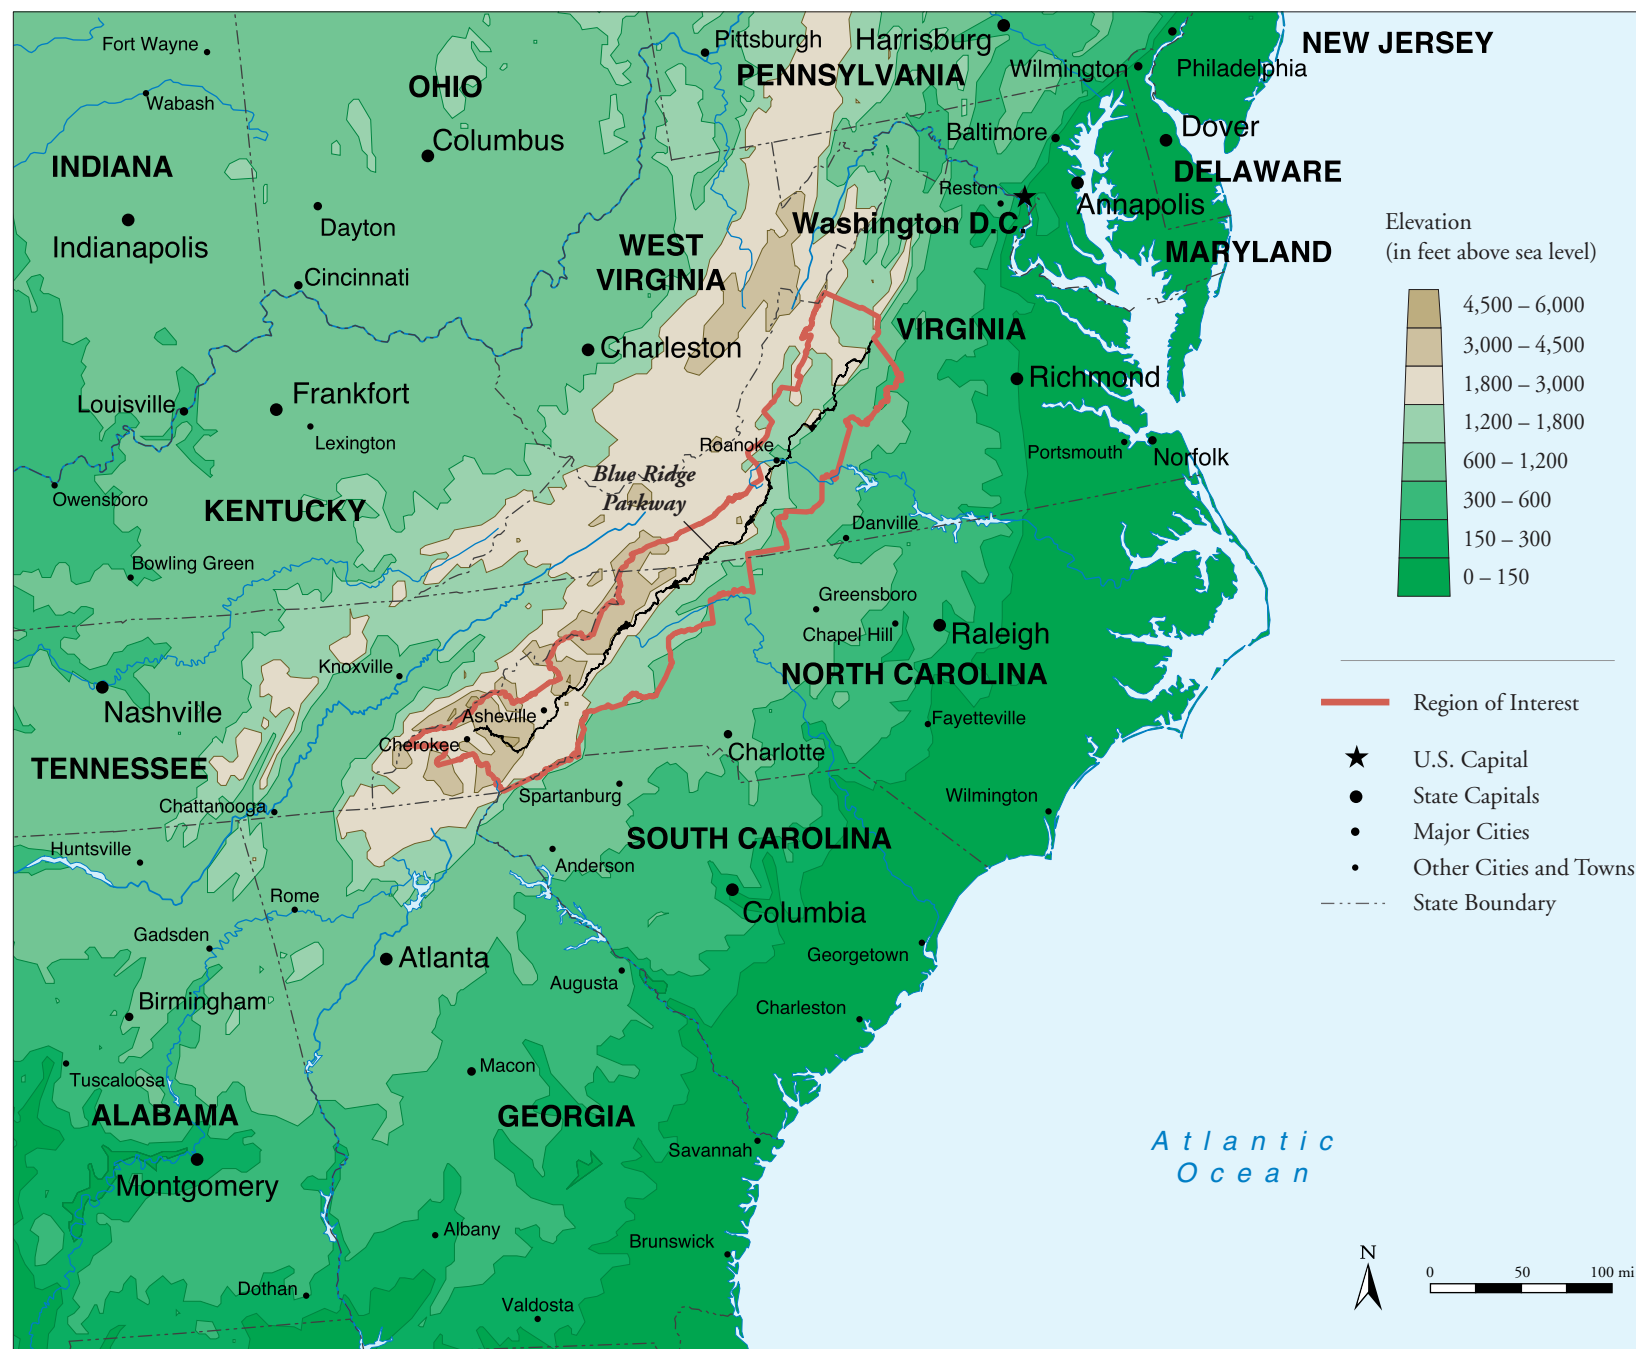 Fort Wayne
Pittsburgh
Harrisburg
NEW JERSEY
PENNSYLVANIA
Wilmington
Philadelphia
OHIO
Wabash
Columbus
Baltimore
Dover
INDIANA
DELAWARE
Reston
Annapolis
Dayton
Washington D.C.
Indianapolis
WEST
VIRGINIA
MARYLAND
Cincinnati
VIRGINIA
Charleston
Richmond
Frankfort
Louisville
Lexington
Roanoke
Portsmouth
Norfolk
Blue Ridge
Parkway
Owensboro
KENTUCKY
Danville
Bowling Green
Greensboro
Chapel Hill
Raleigh
Knoxville
NORTH CAROLINA
Nashville
Asheville
Fayetteville
Cherokee
Charlotte
TENNESSEE
Chattanooga
Spartanburg
Wilmington
SOUTH CAROLINA
Huntsville
Anderson
Rome
Columbia
Gadsden
Georgetown
Atlanta
Augusta
Birmingham
Charleston
Macon
Tuscaloosa
ALABAMA
GEORGIA
Savannah
Montgomery
Albany
Brunswick
Dothan
Valdosta
Atlantic
Ocean
Elevation
(in feet above sea level)
4,500 – 6,000
3,000 – 4,500
1,800 – 3,000
1,200 – 1,800
600 – 1,200
300 – 600
150 – 300
0 – 150
Region of Interest
U.S. Capital
State Capitals
Major Cities
Other Cities and Towns
State Boundary
N
0 50 100 mi